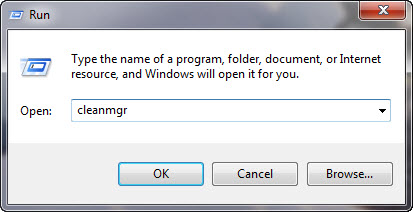 Run
Type the name of a program, folder, document, or Internet
resource, and Windows will open it for you.
Open: cleanmgr
OK Cancel Browse...